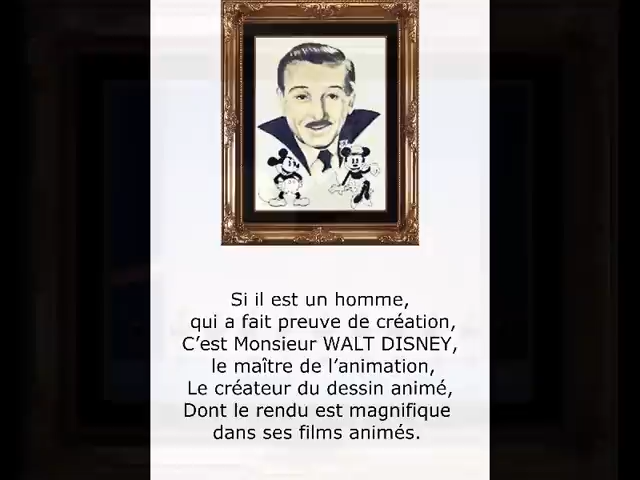 Si il est un homme,
qui a fait preuve de création,
C’est Monsieur WALT DISNEY,
le maître de l’animation,
Le créateur du dessin animé,
Dont le rendu est magnifique
dans ses films animés.